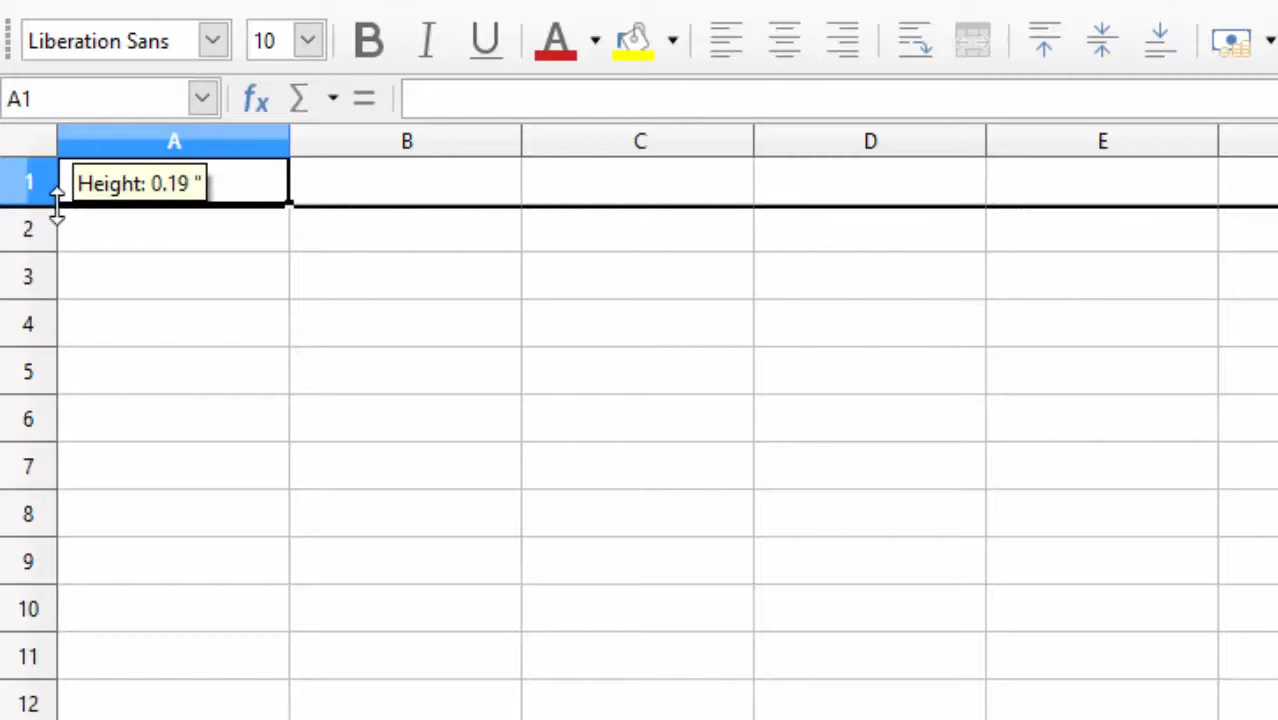 Liberation Sans 10 B I U A
A1 fx Σ =
A B C D E
1 Height: 0.19 "
2
3
4
5
6
7
8
9
10
11
12